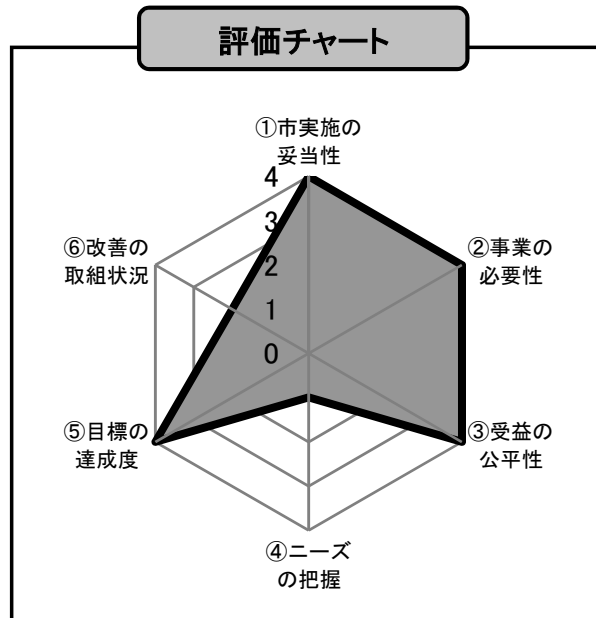 評価チャート
①市実施の
妥当性
4
3
2
1
0
②事業の
必要性
③受益の
公平性
④ニーズ
の把握
⑤目標の
達成度
⑥改善の
取組状況